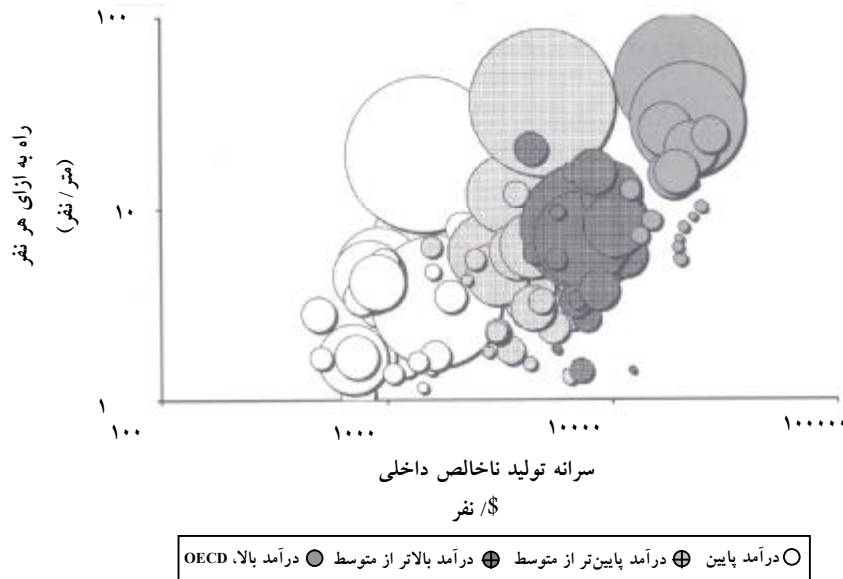 ۱۰۰
راه به ازای هر نفر
(متر / نفر)
۱۰
۱
۱۰۰
۱۰۰۰
۱۰۰۰۰
۱۰۰۰۰۰
سرانه تولید ناخالص داخلی
$/ نفر
درآمد پایین درآمد پایین‌تر از متوسط درآمد بالاتر از متوسط درآمد بالا، OECD